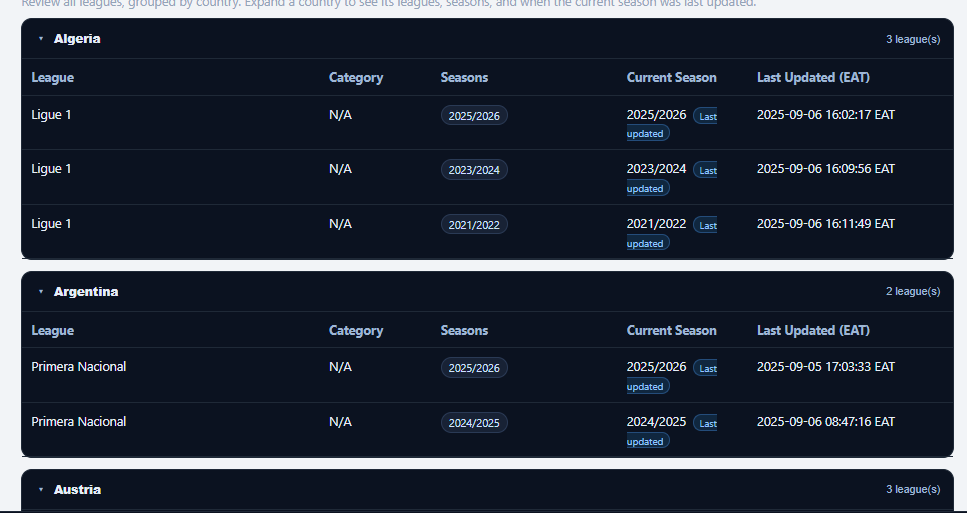 Review all leagues, grouped by country. Expand a country to see its leagues, seasons, and when the current season was last updated.
Algeria 3 league(s)
League Category Seasons Current Season Last Updated (EAT)
Ligue 1 N/A 2025/2026 2025/2026 Last 2025-09-06 16:02:17 EAT
updated
Ligue 1 N/A 2023/2024 2023/2024 Last 2025-09-06 16:09:56 EAT
updated
Ligue 1 N/A 2021/2022 2021/2022 Last 2025-09-06 16:11:49 EAT
updated
Argentina 2 league(s)
League Category Seasons Current Season Last Updated (EAT)
Primera Nacional N/A 2025/2026 2025/2026 Last 2025-09-05 17:03:33 EAT
updated
Primera Nacional N/A 2024/2025 2024/2025 Last 2025-09-06 08:47:16 EAT
updated
Austria 3 league(s)